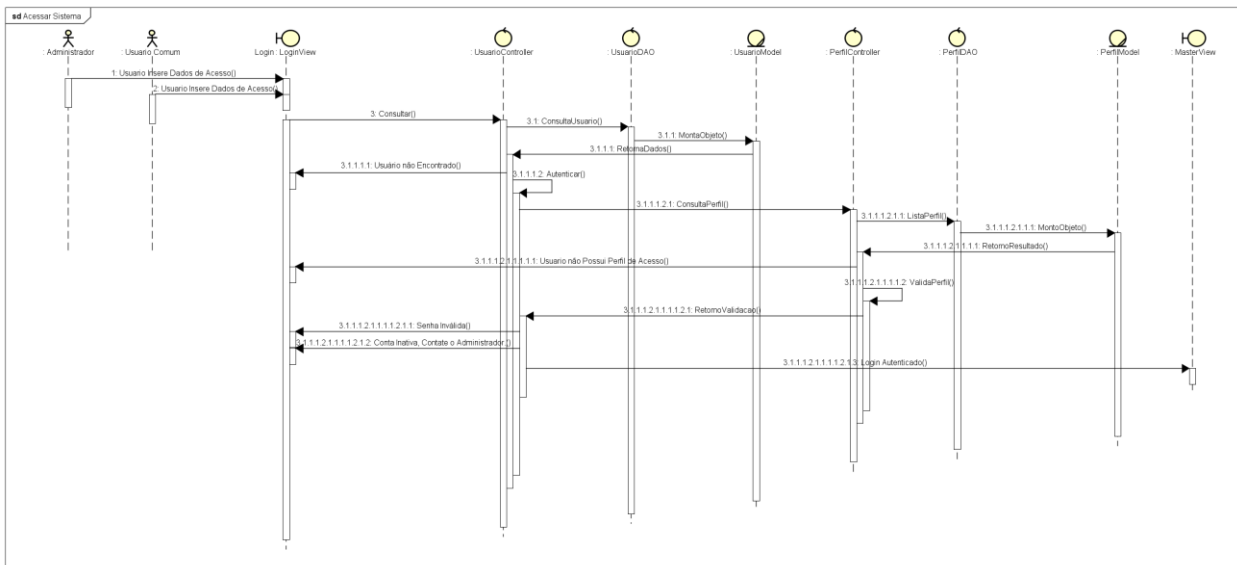 sd Acessar Sistema
: Administrador
: Usuario Comum
Login : LoginView
: UsuarioController
: UsuarioDAO
: UsuarioModel
: PerfilController
: PerfilDAO
: PerfilModel
: MasterView
1: Usuario Insere Dados de Acesso()
2: Usuario Insere Dados de Acesso()
3: Consultar()
3.1: ConsultaUsuario()
3.1.1: MontaObjeto()
3.1.1.1: RetornaDados()
3.1.1.1.1: Usuário não Encontrado()
3.1.1.1.2: Autenticar()
3.1.1.1.2.1: ConsultaPerfil()
3.1.1.1.2.1.1: ListaPerfil()
3.1.1.1.2.1.1.1: MontoObjeto()
3.1.1.1.2.1.1.1.1: RetornoResultado()
3.1.1.1.2.1.1.1.1.1: Usuario não Possui Perfil de Acesso()
3.1.1.1.2.1.1.1.1.2: ValidaPerfil()
3.1.1.1.2.1.1.1.1.2.1: RetornoValidacao()
3.1.1.1.2.1.1.1.1.2.1.1: Senha Inválida()
3.1.1.1.2.1.1.1.1.2.1.2: Conta Inativa, Contate o Administrador.()
3.1.1.1.2.1.1.1.1.2.1.3: Login Autenticado()